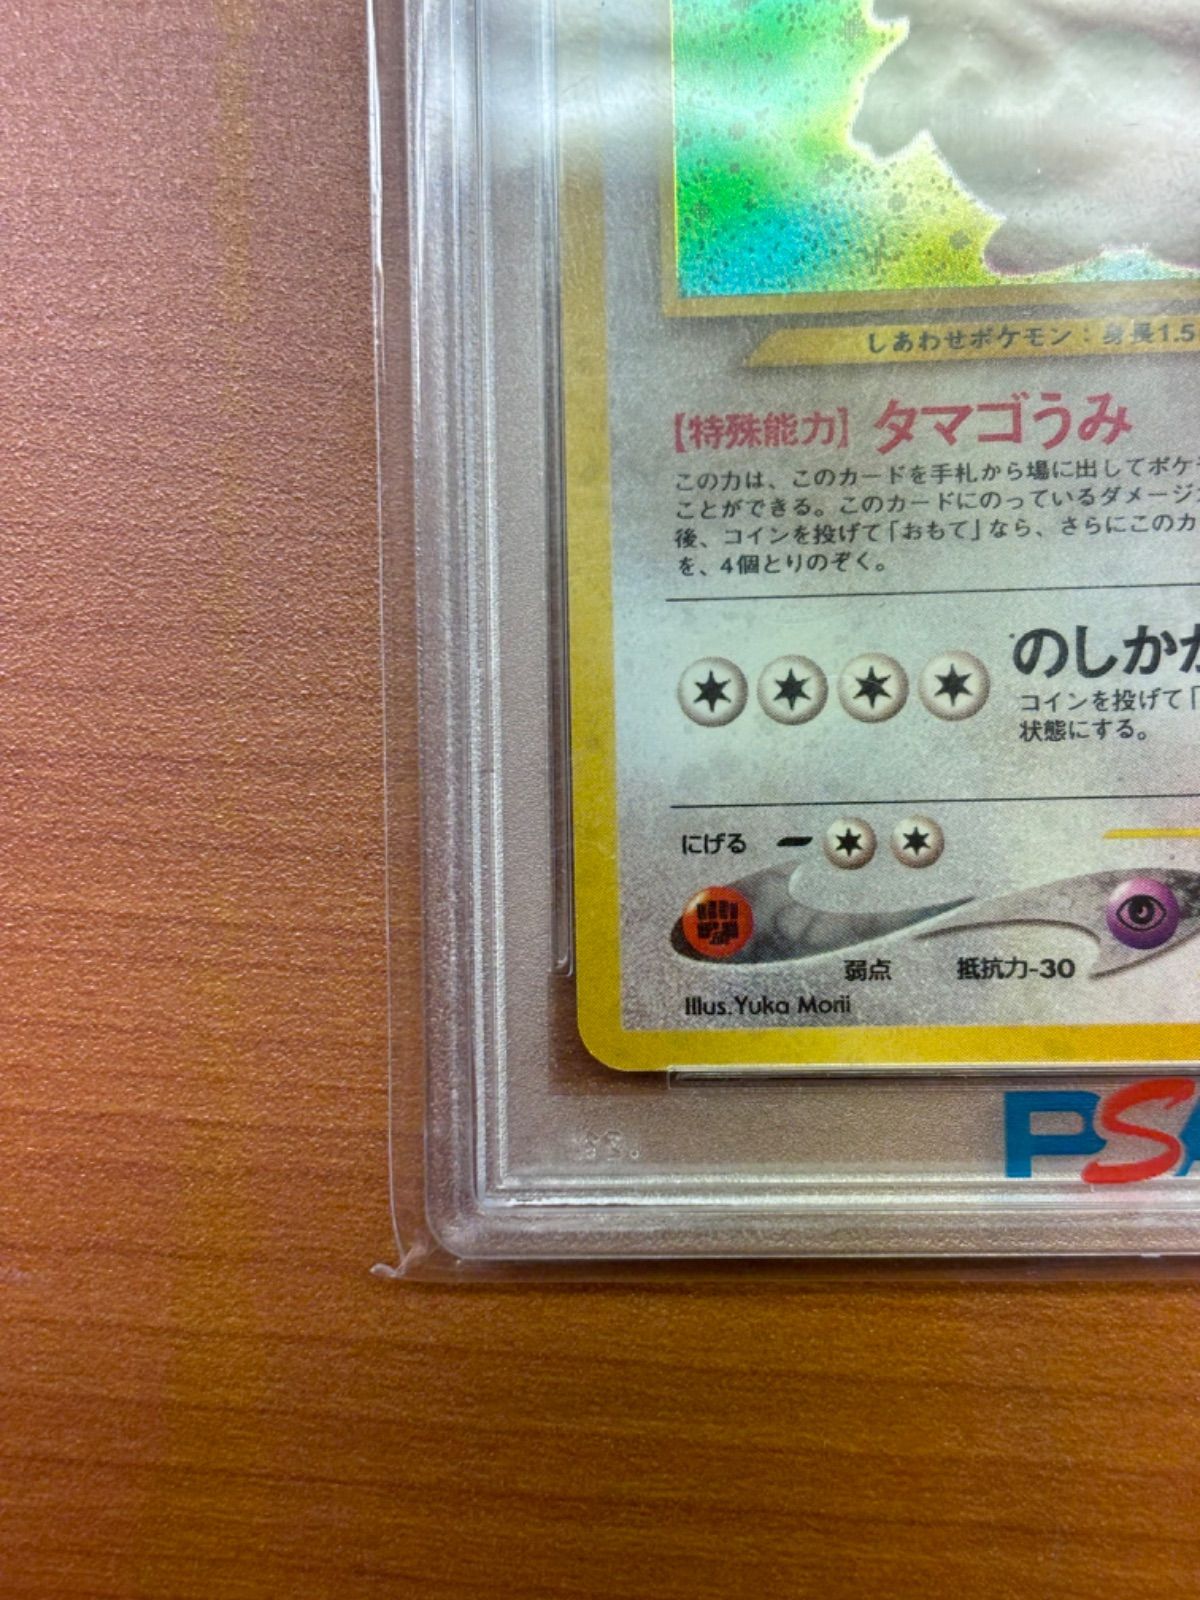 しあわせポケモン：身長1.5
【特殊能力】タマゴうみ
この力は、このカードを手札から場に出してポケ
ことができる。このカードにのっているダメージ
後、コインを投げて「おもて」なら、さらにこのカ
を、4個とりのぞく。
のしかか
コインを投げて「
状態にする。
にげる
弱点 抵抗力-30
Illus.Yuka Morii
PSA